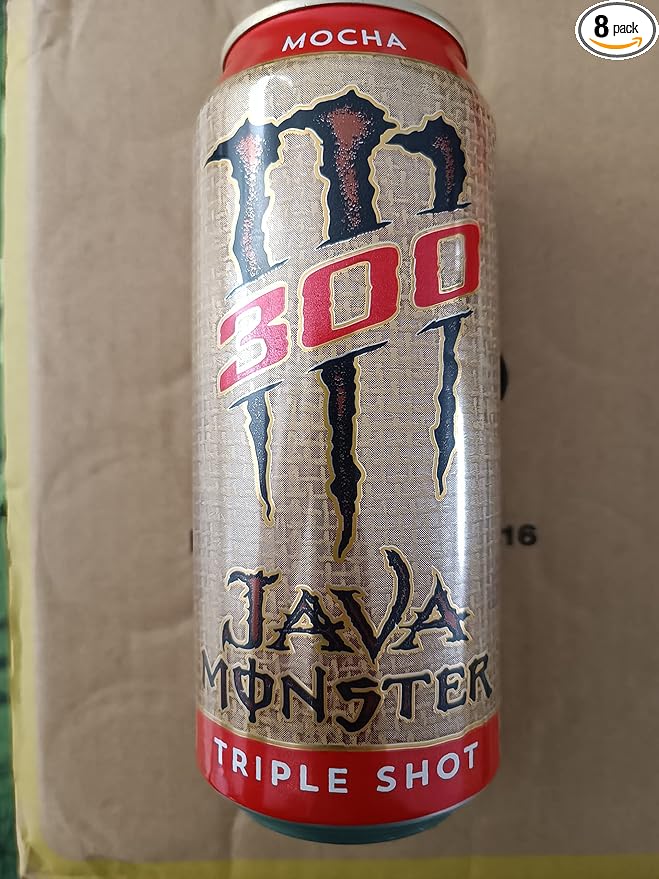 8 pack
MOCHA
300
JAVA
MONSTER
16
TRIPLE SHOT